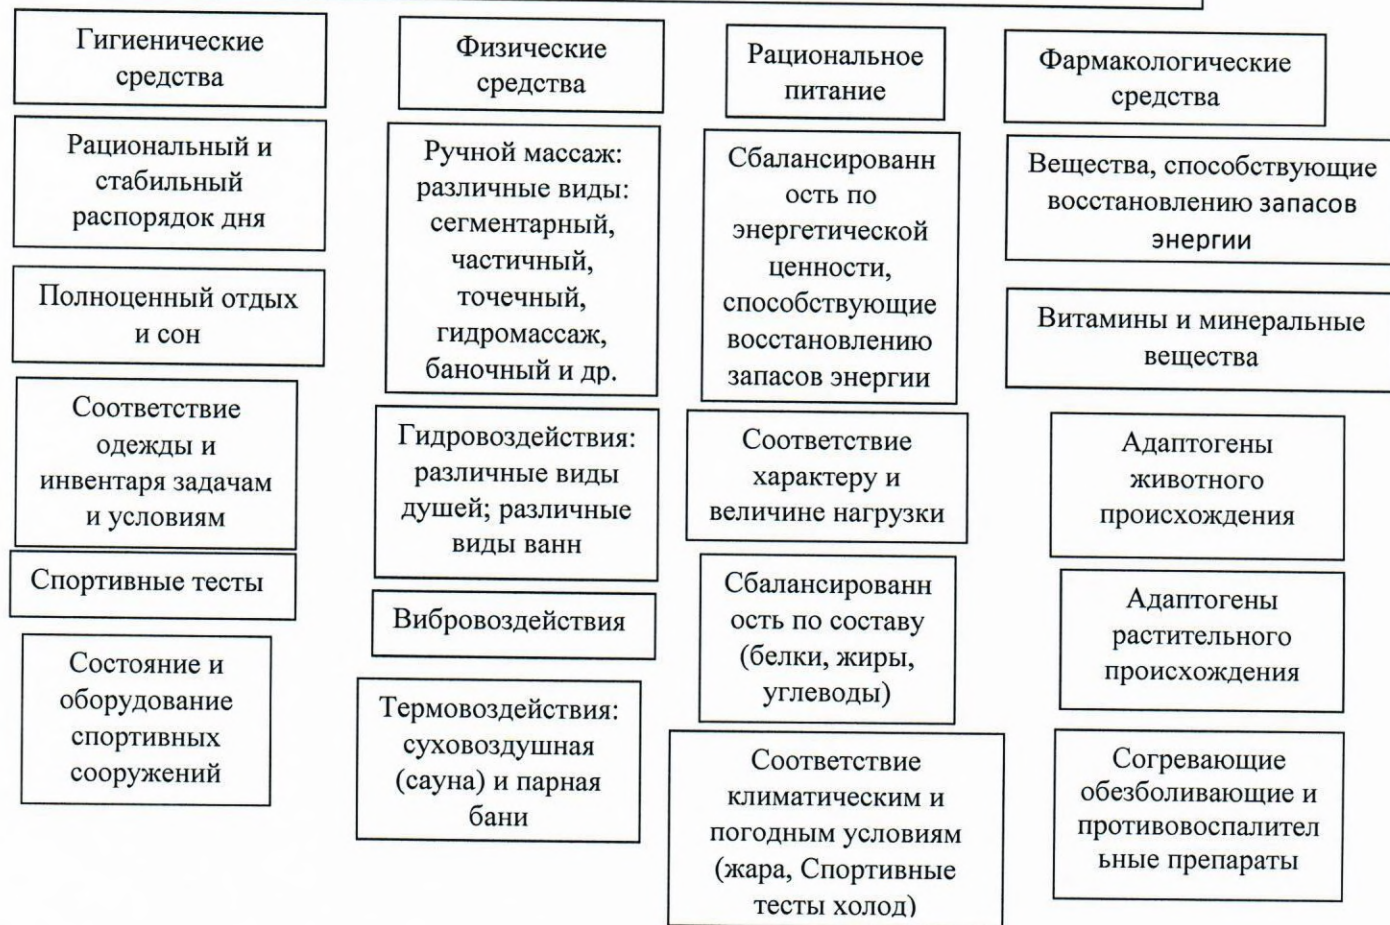 Гигиенические
средства
Рациональный и
стабильный
распорядок дня
Полноценный отдых
и сон
Соответствие
одежды и
инвентаря задачам
и условиям
Спортивные тесты
Состояние и
оборудование
спортивных
сооружений
Физические
средства
Ручной массаж:
различные виды:
сегментарный,
частичный,
точечный,
гидромассаж,
баночный и др.
Гидровоздействия:
различные виды
душей; различные
виды ванн
Вибровоздействия
Термовоздействия:
суховоздушная
(сауна) и парная
бани
Рациональное
питание
Сбалансированн
ость по
энергетической
ценности,
способствующие
восстановлению
запасов энергии
Соответствие
характеру и
величине нагрузки
Сбалансированн
ость по составу
(белки, жиры,
углеводы)
Соответствие
климатическим и
погодным условиям
(жара, Спортивные
тесты холод)
Фармакологические
средства
Вещества, способствующие
восстановлению запасов
энергии
Витамины и минеральные
вещества
Адаптогены
животного
происхождения
Адаптогены
растительного
происхождения
Согревающие
обезболивающие и
противовоспалител
ьные препараты